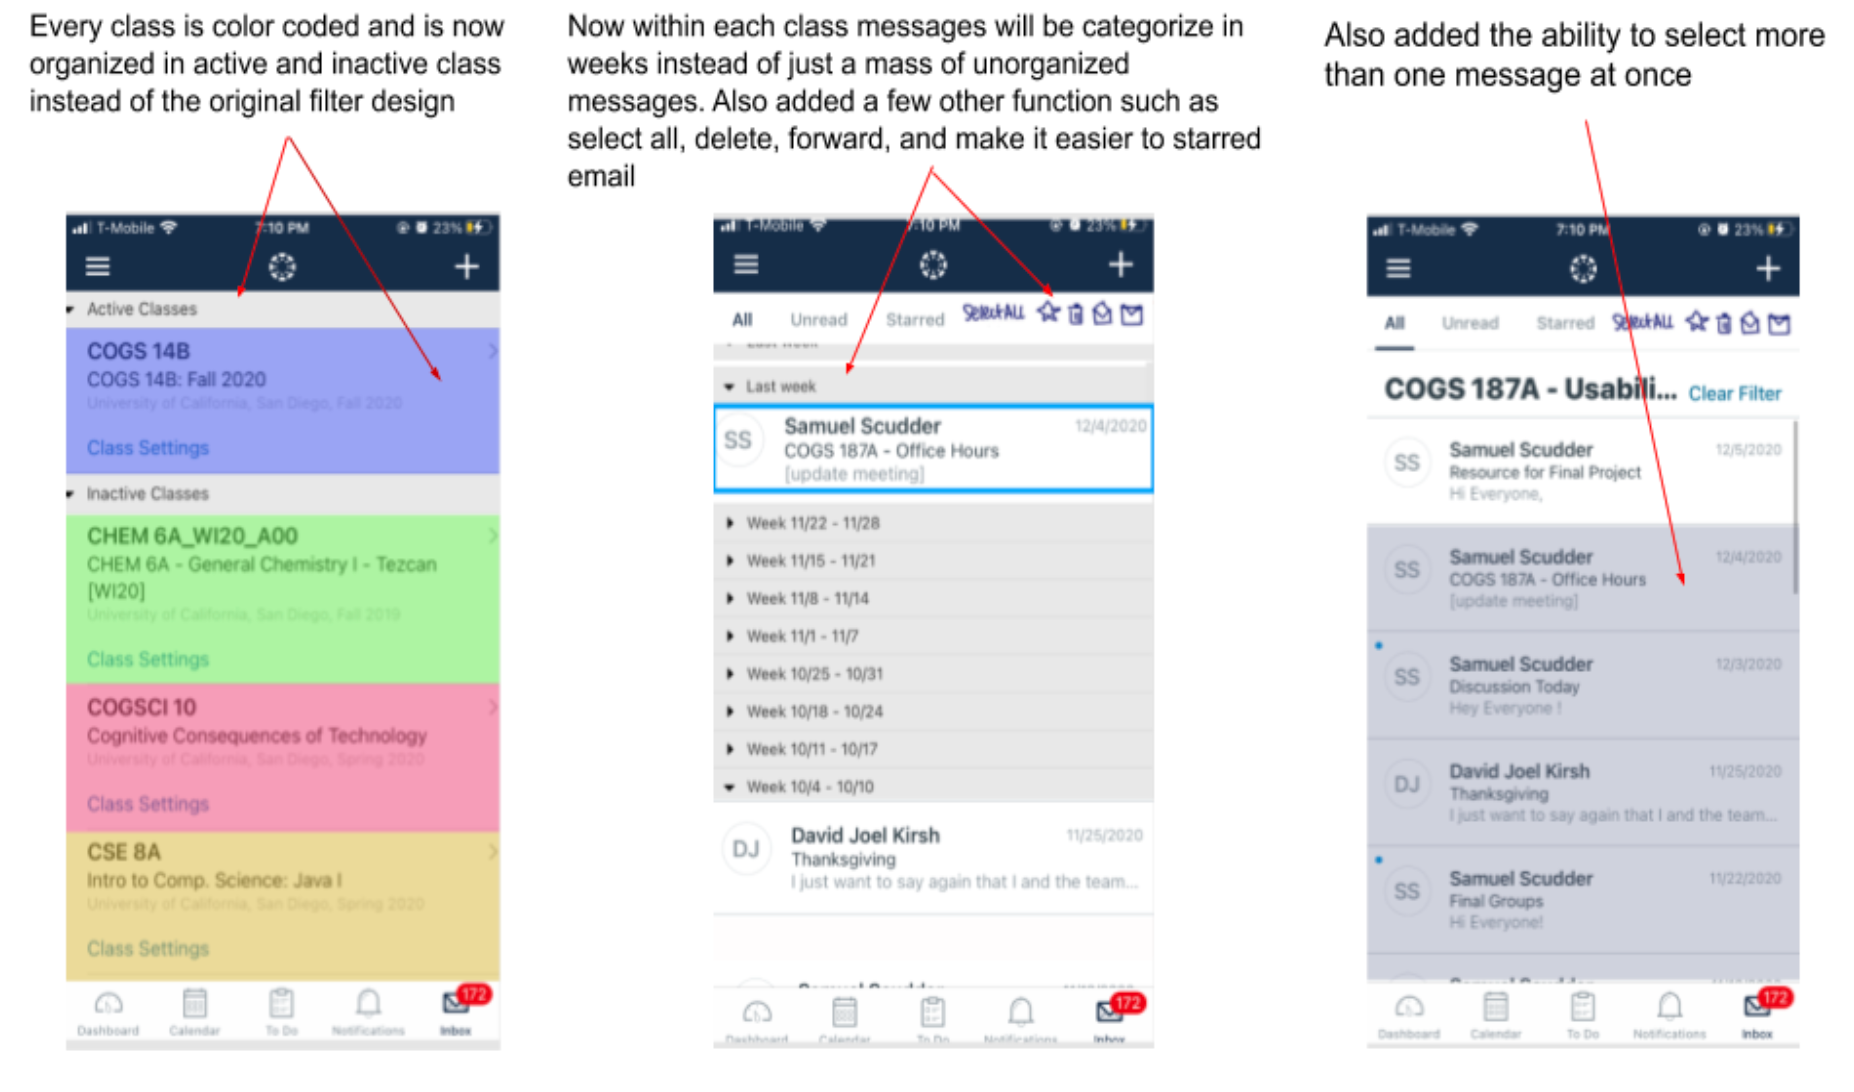 Every class is color coded and is now
organized in active and inactive class
instead of the original filter design
Now within each class messages will be categorize in
weeks instead of just a mass of unorganized
messages. Also added a few other function such as
select all, delete, forward, and make it easier to starred
email
Also added the ability to select more
than one message at once
T-Mobile 7:10 PM 23%
Active Classes
COGS 14B
COGS 14B: Fall 2020
University of California, San Diego, Fall 2020
Class Settings
Inactive Classes
CHEM 6A_WI20_A00
CHEM 6A - General Chemistry I - Tezcan
[WI20]
University of California, San Diego, Fall 2019
Class Settings
COGSCI 10
Cognitive Consequences of Technology
University of California, San Diego, Spring 2020
Class Settings
CSE 8A
Intro to Comp. Science: Java I
University of California, San Diego, Spring 2020
Class Settings
172
Dashboard Calendar To Do Notifications Inbox
T-Mobile 7:10 PM 23%
All Unread Starred Select ALL
Last week
Last week
Samuel Scudder 12/4/2020
SS
COGS 187A - Office Hours
[update meeting]
Week 11/22 - 11/28
Week 11/15 - 11/21
Week 11/8 - 11/14
Week 11/1 - 11/7
Week 10/25 - 10/31
Week 10/18 - 10/24
Week 10/11 - 10/17
Week 10/4 - 10/10
David Joel Kirsh 11/25/2020
DJ
Thanksgiving
I just want to say again that I and the team...
Samuel Scudder
172
Dashboard Calendar To Do Notifications Inbox
T-Mobile 7:10 PM 23%
All Unread Starred Select ALL
COGS 187A - Usabili... Clear Filter
Samuel Scudder 12/5/2020
SS
Resource for Final Project
Hi Everyone,
Samuel Scudder 12/4/2020
SS
COGS 187A - Office Hours
[update meeting]
Samuel Scudder 12/3/2020
SS
Discussion Today
Hey Everyone !
David Joel Kirsh 11/25/2020
DJ
Thanksgiving
I just want to say again that I and the team...
Samuel Scudder 11/22/2020
SS
Final Groups
Hi Everyone!
Samuel Scudder
172
Dashboard Calendar To Do Notifications Inbox